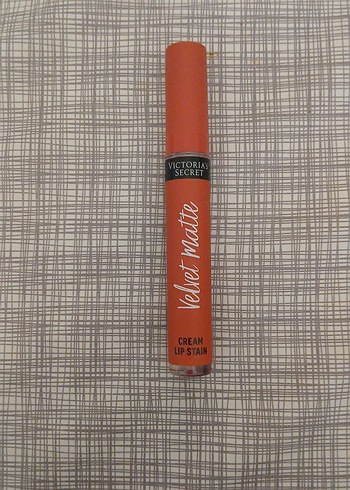 VICTORIA'S
SECRET
Velvet Matte
CREAM
LIP STAIN